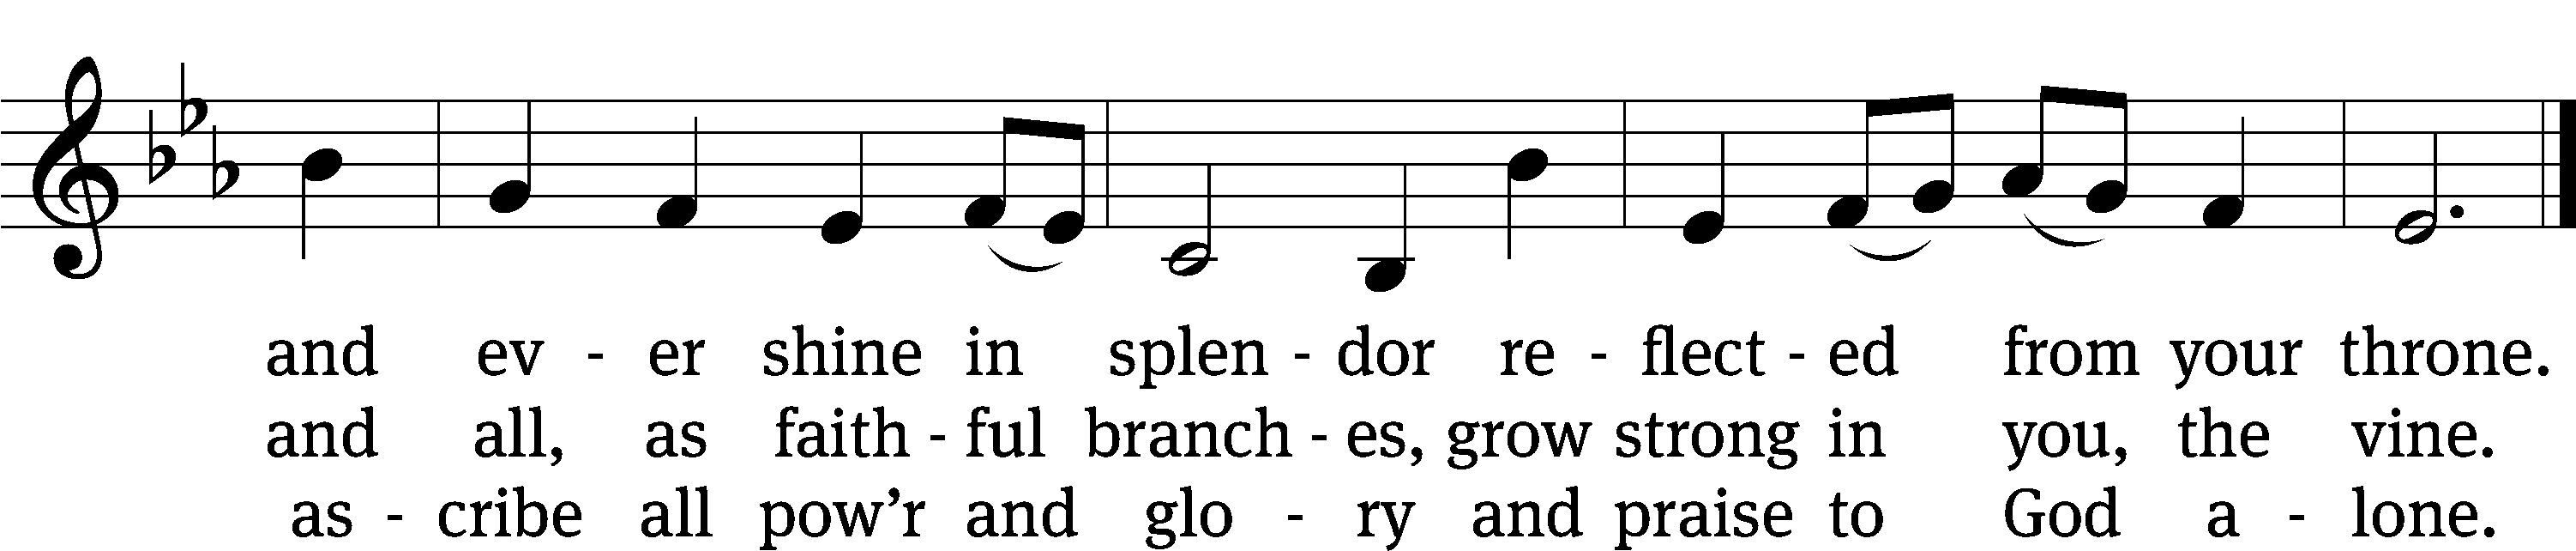 and ev - er shine in splen - dor re - flect - ed from your throne.
and all, as faith - ful branch - es, grow strong in you, the vine.
as - cribe all pow’r and glo - ry and praise to God a - lone.